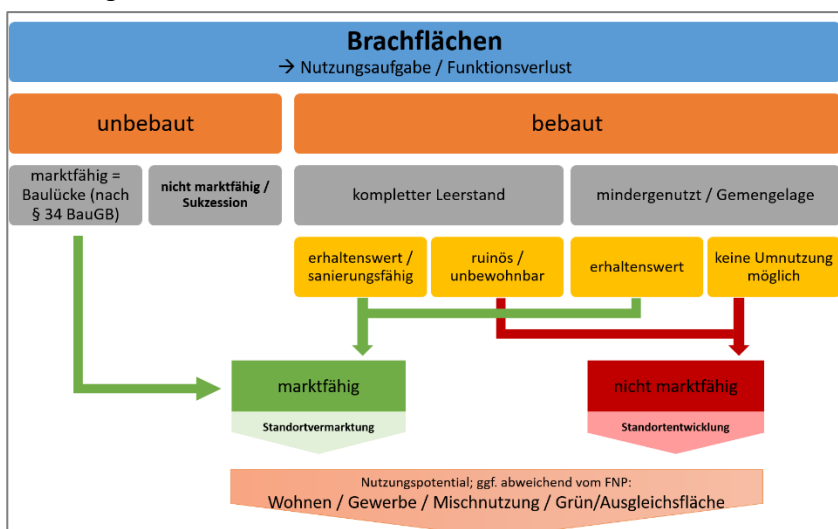 Brachflächen
→ Nutzungsaufgabe / Funktionsverlust
unbebaut
bebaut
marktfähig =
Baulücke (nach
§ 34 BauGB)
nicht marktfähig /
Sukzession
kompletter Leerstand
mindergenutzt / Gemengelage
erhaltenswert /
sanierungsfähig
ruinös /
unbewohnbar
erhaltenswert
keine Umnutzung
möglich
marktfähig
nicht marktfähig
Standortvermarktung
Standortentwicklung
Nutzungspotential; ggf. abweichend vom FNP:
Wohnen / Gewerbe / Mischnutzung / Grün/Ausgleichsfläche